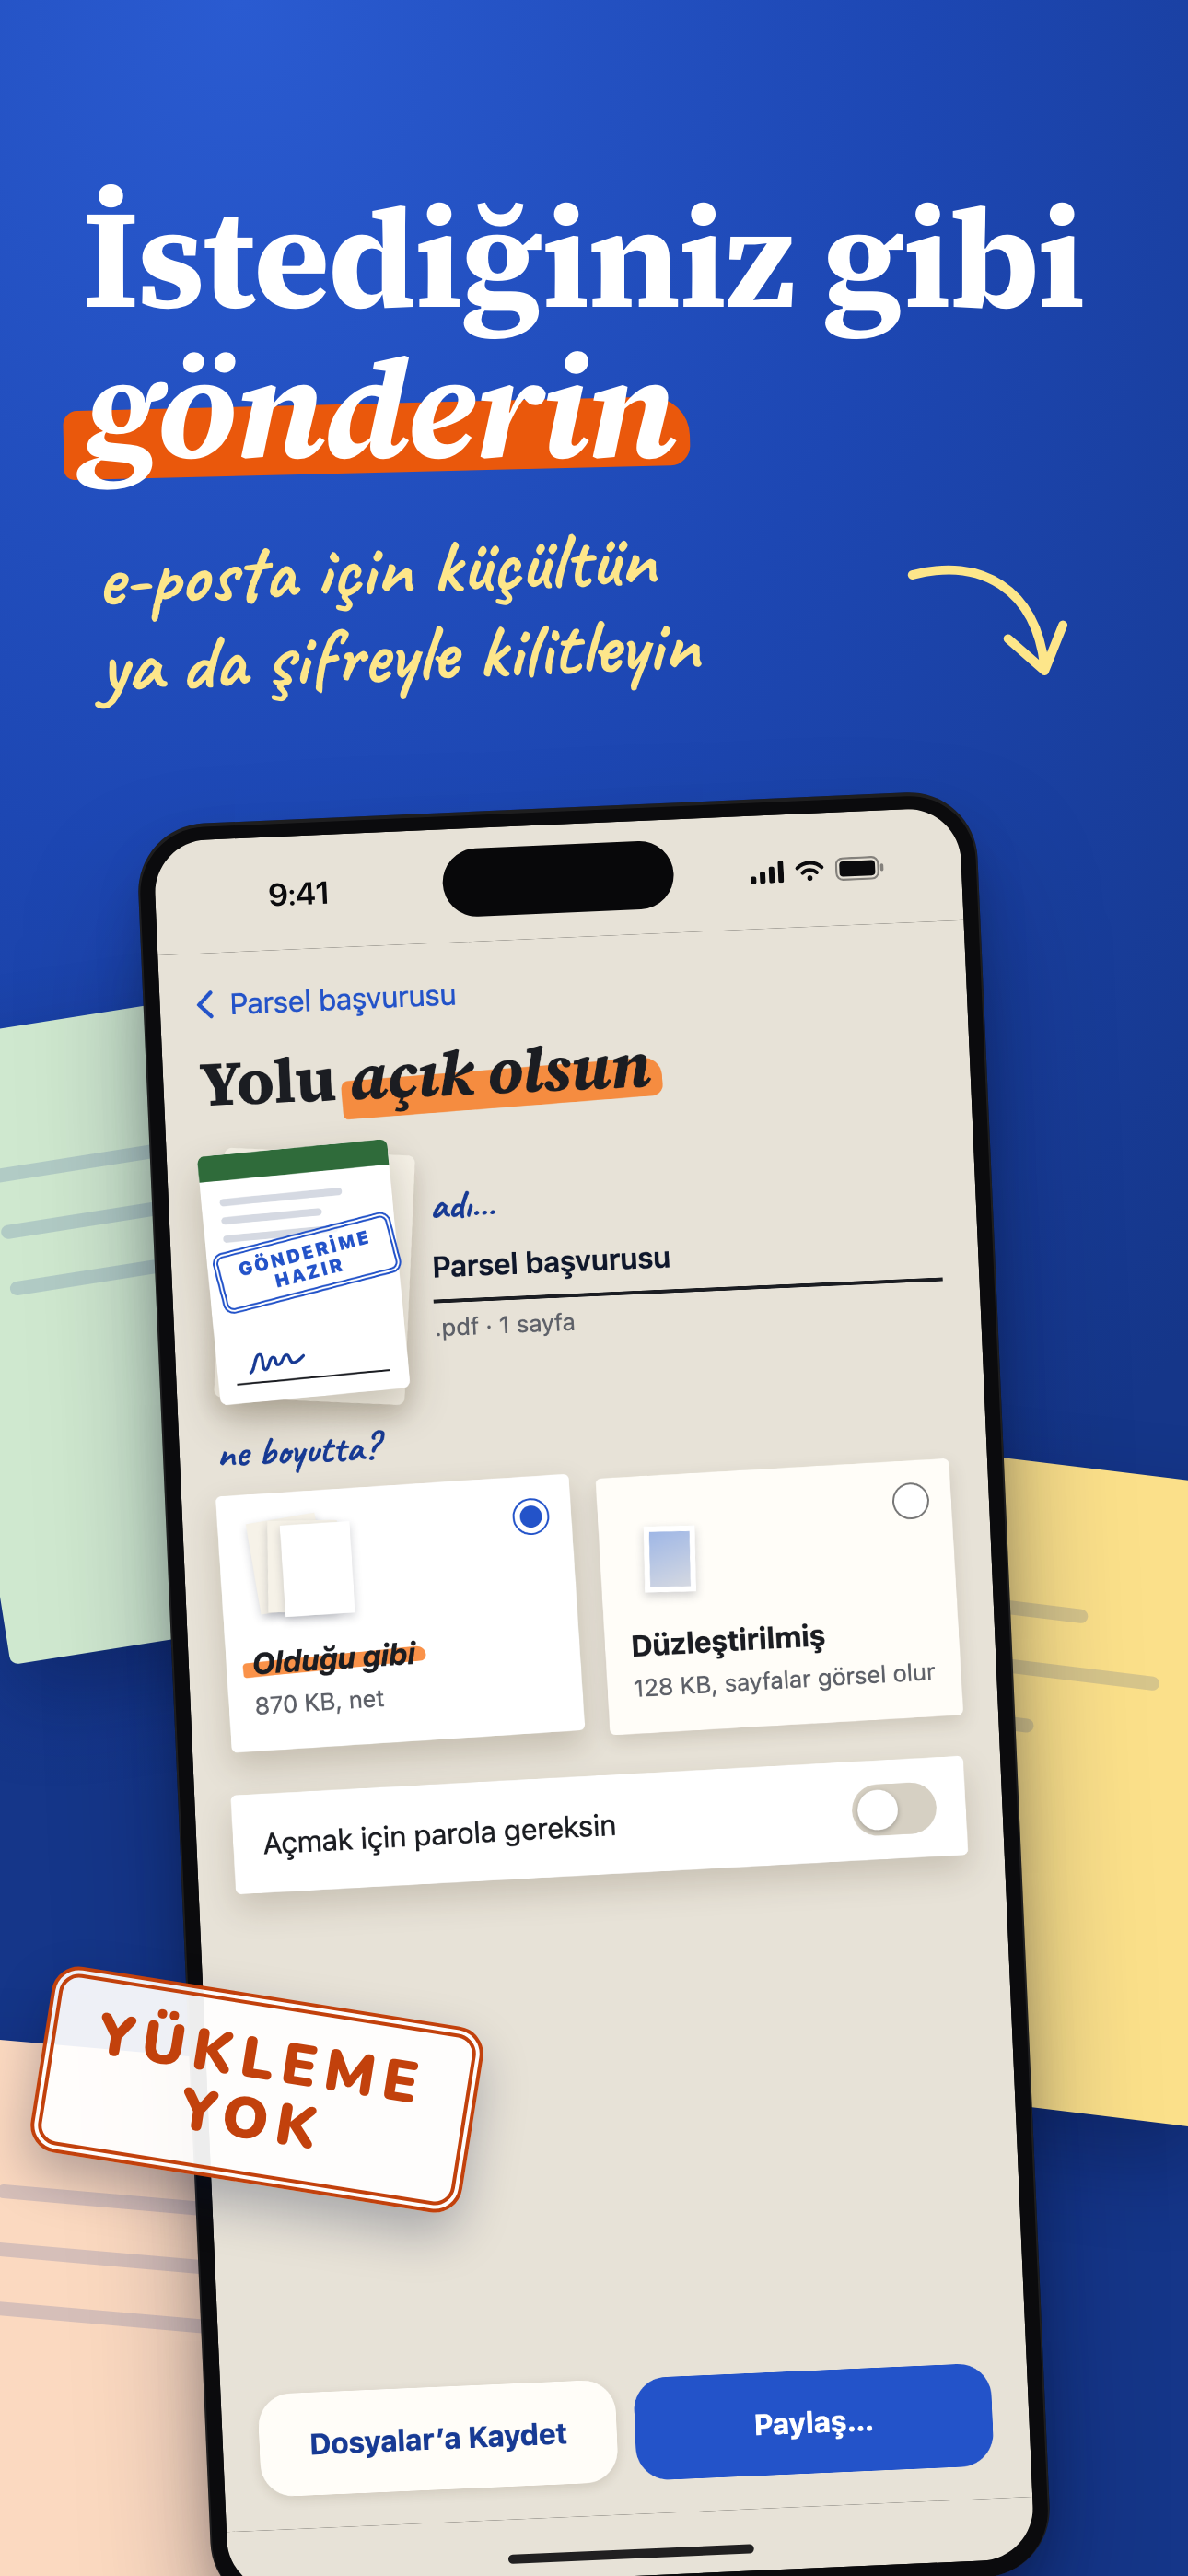 İstediğiniz gibi
gönderin
e-posta için küçültün
ya da şifreyle kilitleyin
9:41
Parsel başvurusu
Yolu açık olsun
GÖNDERİME
HAZIR
adı...
Parsel başvurusu
.pdf · 1 sayfa
ne boyutta?
Olduğu gibi
870 KB, net
Düzleştirilmiş
128 KB, sayfalar görsel olur
Açmak için parola gereksin
YÜKLEME
YOK
Dosyalar’a Kaydet
Paylaş...